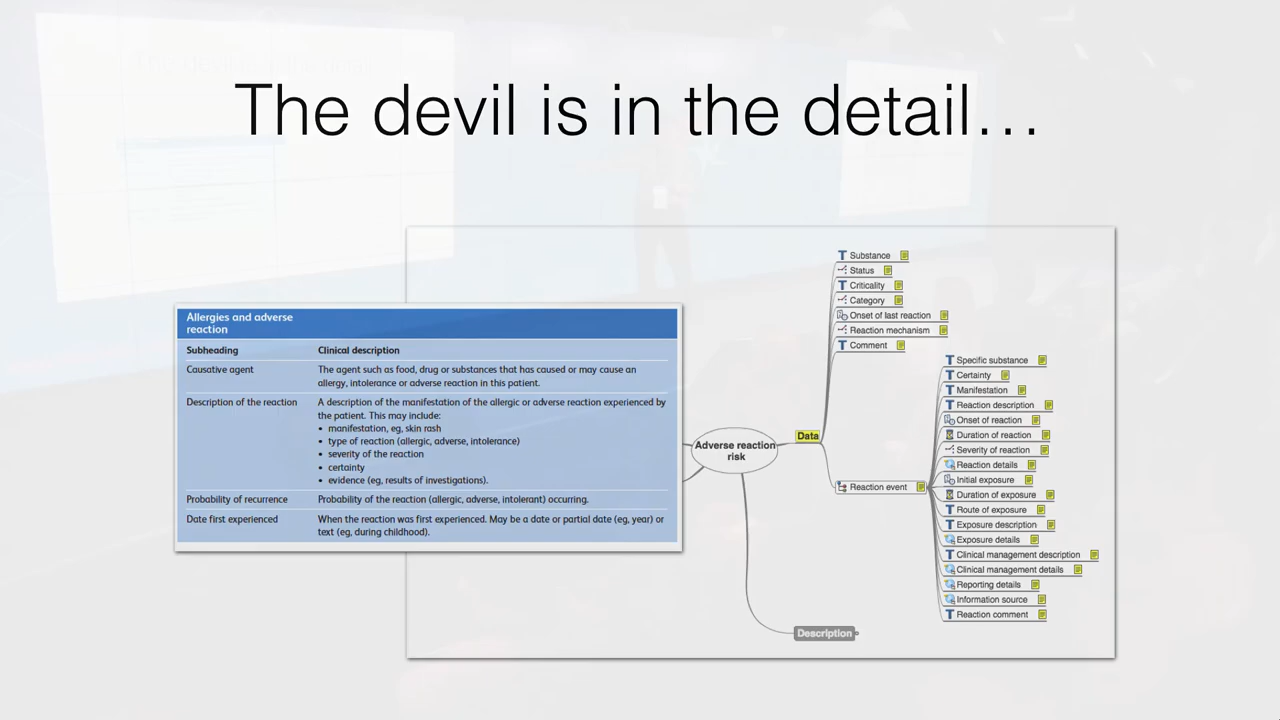 The devil is in the detail…
Allergies and adverse
reaction
Subheading Clinical description
Causative agent The agent such as food, drug or substances that has caused or may cause an
allergy, intolerance or adverse reaction in this patient.
Description of the reaction A description of the manifestation of the allergic or adverse reaction experienced by
the patient. This may include:
• manifestation, eg, skin rash
• type of reaction (allergic, adverse, intolerance)
• severity of the reaction
• certainty
• evidence (eg, results of investigations).
Probability of recurrence Probability of the reaction (allergic, adverse, intolerant) occurring.
Date first experienced When the reaction was first experienced. May be a date or partial date (eg, year) or
text (eg, during childhood).
Adverse reaction
risk
Data
Substance
Status
Criticality
Category
Onset of last reaction
Reaction mechanism
Comment
Reaction event
Specific substance
Certainty
Manifestation
Reaction description
Onset of reaction
Duration of reaction
Severity of reaction
Reaction details
Initial exposure
Duration of exposure
Route of exposure
Exposure description
Exposure details
Clinical management description
Clinical management details
Reporting details
Information source
Reaction comment
Description